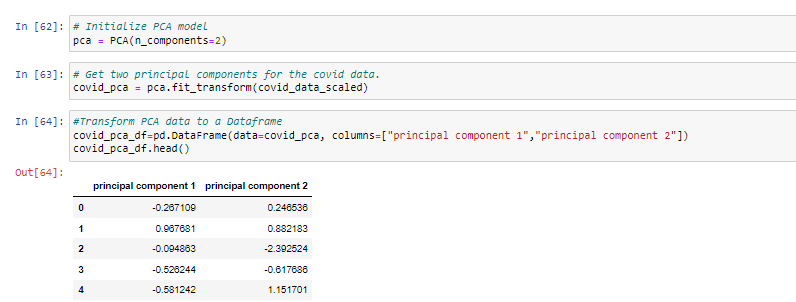 In [62]: # Initialize PCA model
pca = PCA(n_components=2)
In [63]: # Get two principal components for the covid data.
covid_pca = pca.fit_transform(covid_data_scaled)
In [64]: #Transform PCA data to a Dataframe
covid_pca_df=pd.DataFrame(data=covid_pca, columns=["principal component 1","principal component 2"])
covid_pca_df.head()
Out[64]:
principal component 1 principal component 2
0 -0.267109 0.246536
1 0.967681 0.882183
2 -0.094863 -2.392524
3 -0.526244 -0.617686
4 -0.581242 1.151701